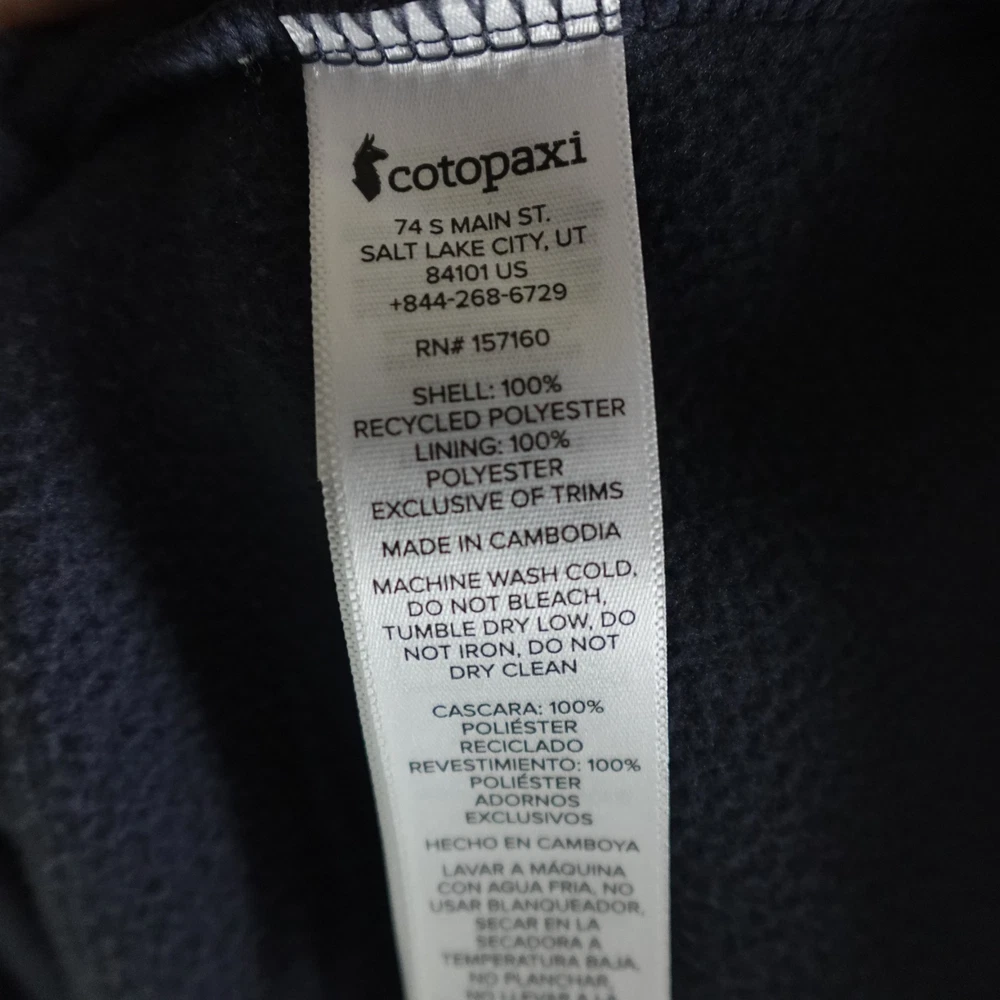 cotopaxi
74 S MAIN ST.
SALT LAKE CITY, UT
84101 US
+844-268-6729
RN# 157160
SHELL: 100%
RECYCLED POLYESTER
LINING: 100%
POLYESTER
EXCLUSIVE OF TRIMS
MADE IN CAMBODIA
MACHINE WASH COLD,
DO NOT BLEACH,
TUMBLE DRY LOW, DO
NOT IRON, DO NOT
DRY CLEAN
CASCARA: 100%
POLIÉSTER
RECICLADO
REVESTIMIENTO: 100%
POLIÉSTER
ADORNOS
EXCLUSIVOS
HECHO EN CAMBOYA
LAVAR A MÁQUINA
CON AGUA FRIA, NO
USAR BLANQUEADOR,
SECAR EN LA
SECADORA A
TEMPERATURA BAJA,
NO PLANCHAR,
NO LLEVAR A LA